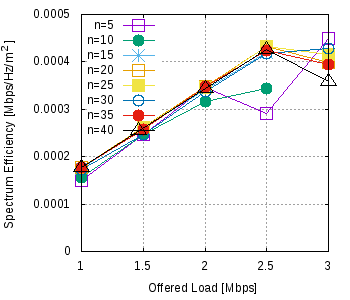 0.0005
0.0004
0.0003
0.0002
0.0001
0
n=5
n=10
n=15
n=20
n=25
n=30
n=35
n=40
Spectrum Efficiency [Mbps/Hz/m²]
1
1.5
2
2.5
3
Offered Load [Mbps]